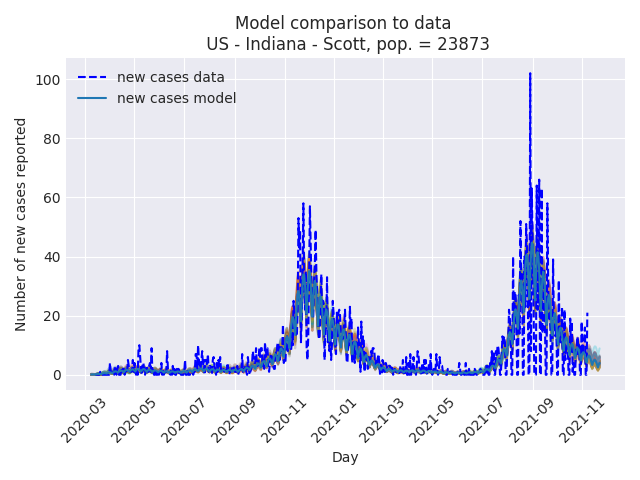 Model comparison to data
US - Indiana - Scott, pop. = 23873
new cases data
new cases model
Number of new cases reported
100
80
60
40
20
0
2020-03
2020-05
2020-07
2020-09
2020-11
2021-01
2021-03
2021-05
2021-07
2021-09
2021-11
Day